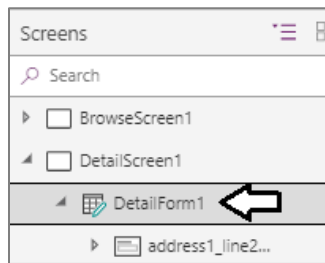 Screens
Search
BrowseScreen1
DetailScreen1
DetailForm1
address1_line2...